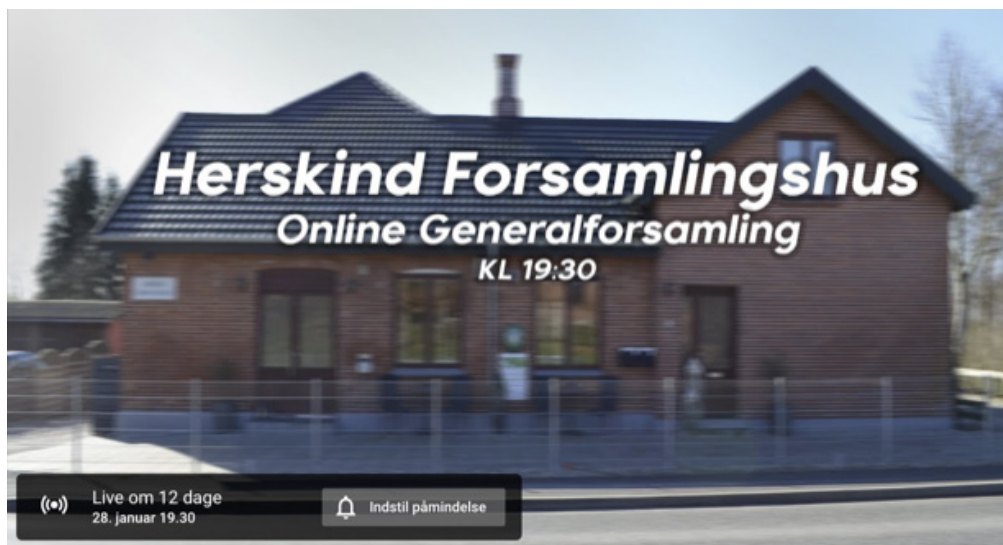 Herskind Forsamlingshus
Online Generalforsamling
KL 19:30
Live om 12 dage
28. januar 19.30
Indstil påmindelse